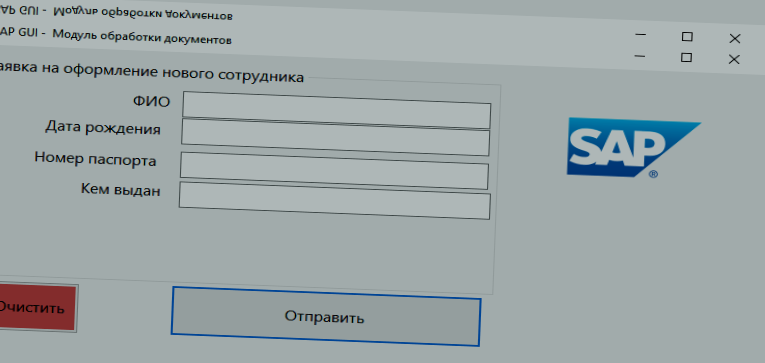 AP GUI - Модуль обработки документов
AP GUI - Модуль обработки документов
аявка на оформление нового сотрудника
ФИО
Дата рождения
Номер паспорта
Кем выдан
SAP®
Очистить
Отправить